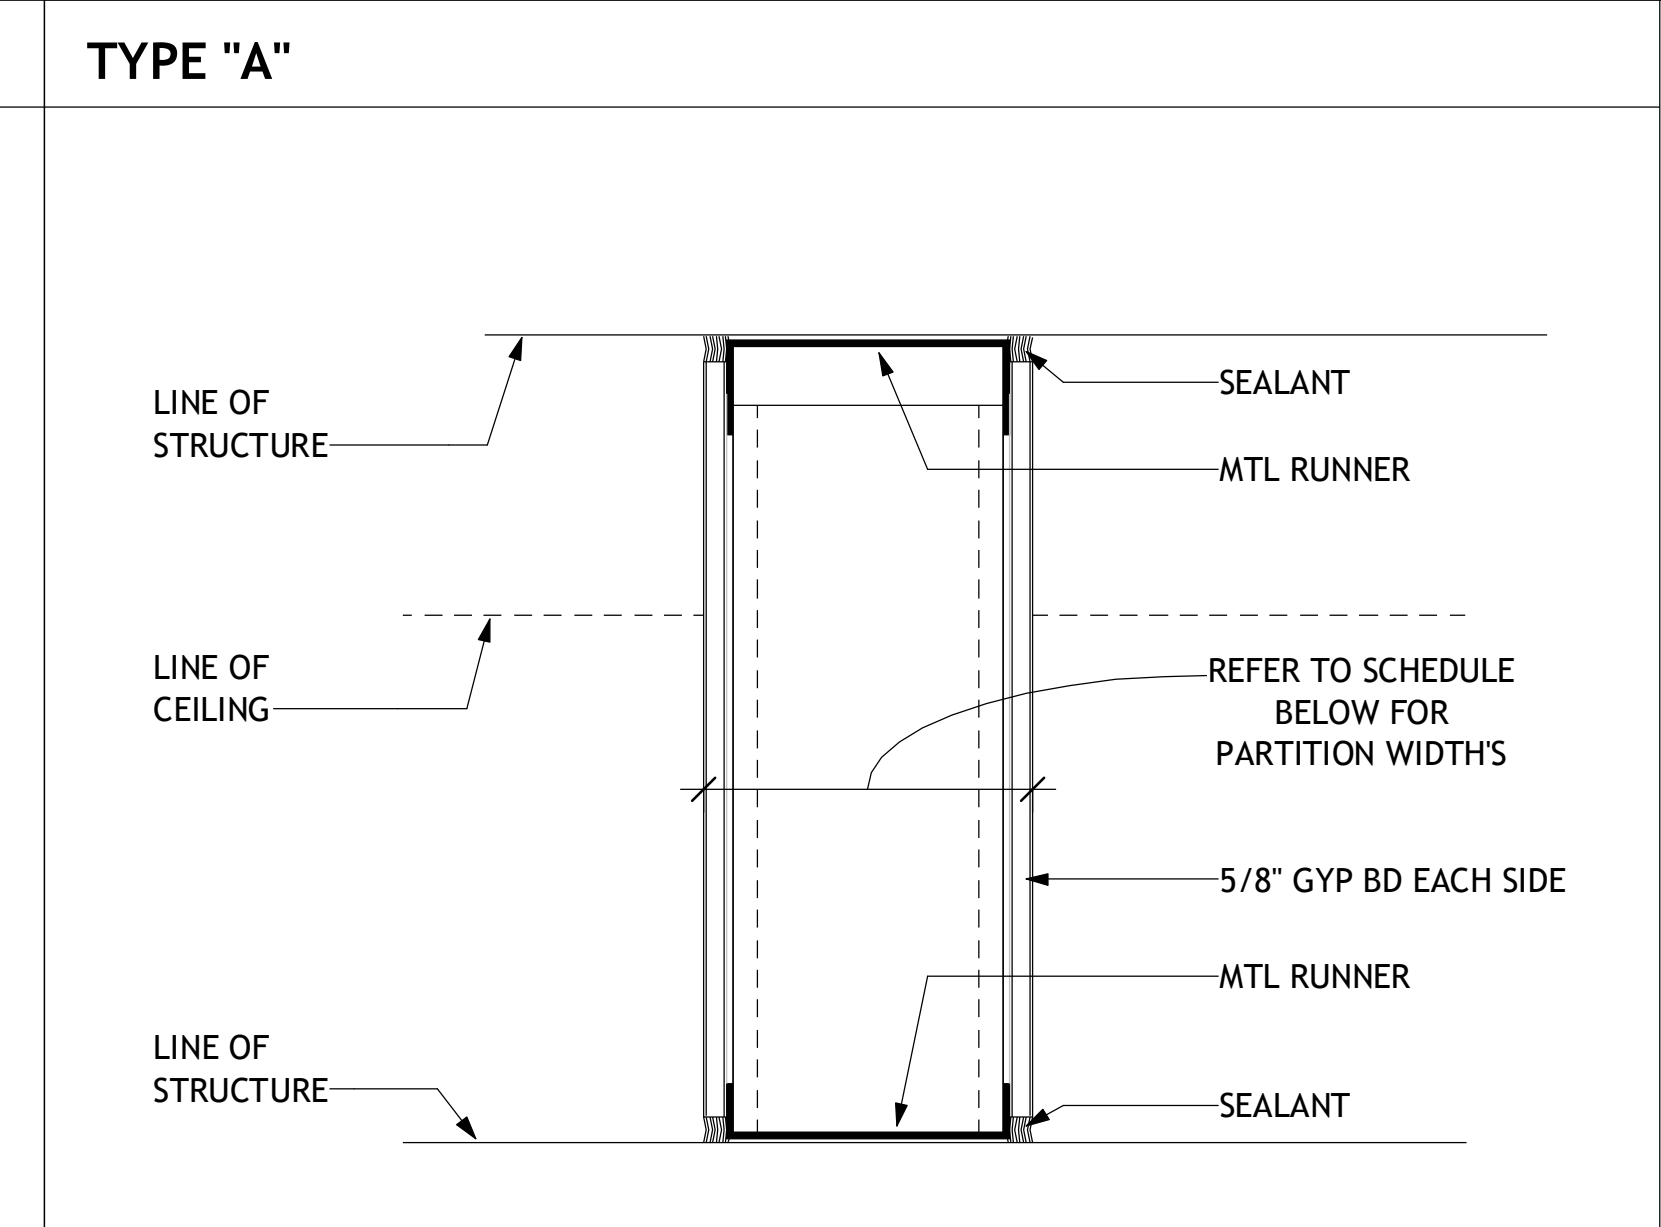 TYPE "A"
LINE OF
STRUCTURE
SEALANT
MTL RUNNER
LINE OF
CEILING
REFER TO SCHEDULE
BELOW FOR
PARTITION WIDTH'S
5/8" GYP BD EACH SIDE
MTL RUNNER
LINE OF
STRUCTURE
SEALANT